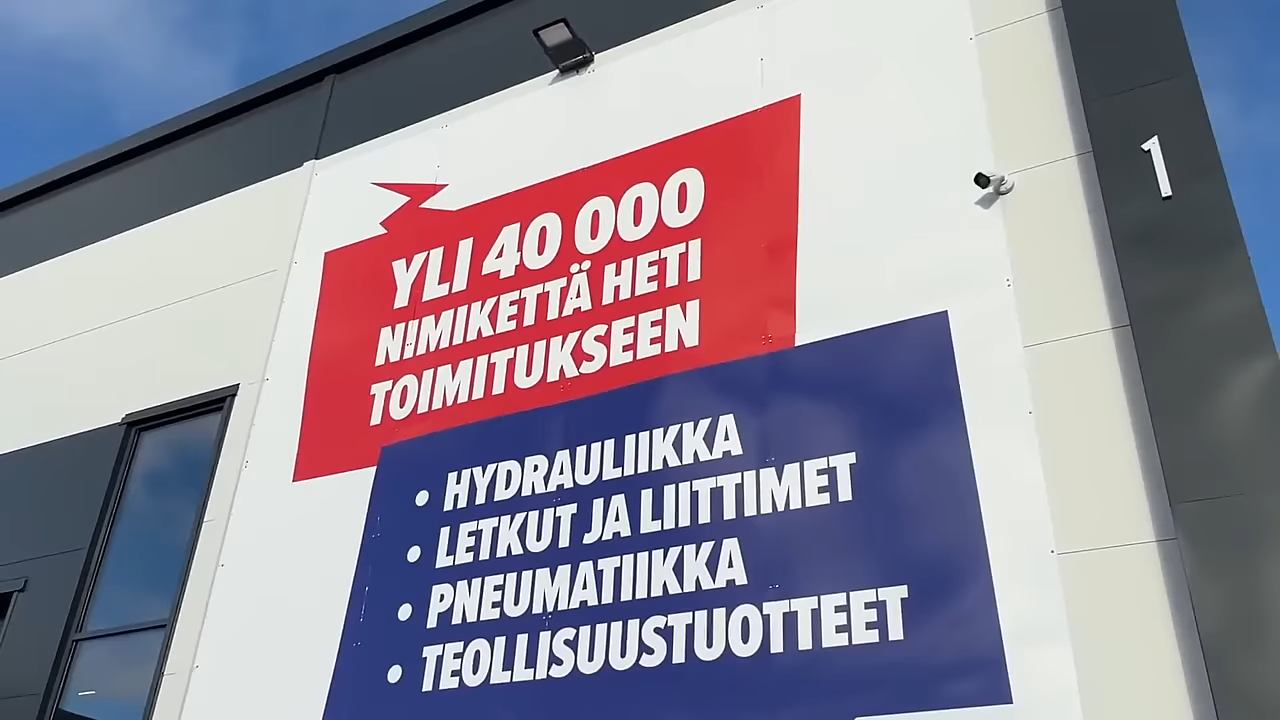 YLI 40 000
NIMIKETTÄ HETI
TOIMITUKSEEN
• HYDRAULIIKKA
• LETKUT JA LIITTIMET
• PNEUMATIIKKA
• TEOLLISUUSTUOTTEET
1